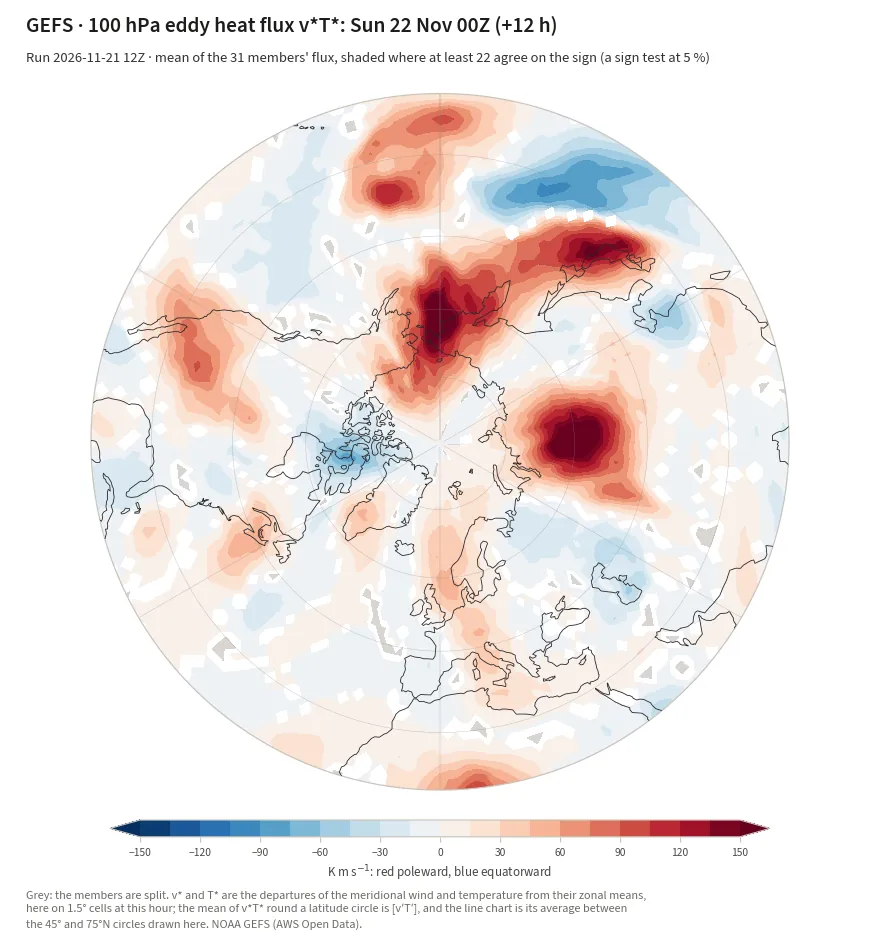 GEFS · 100 hPa eddy heat flux v*T*: Sun 22 Nov 00Z (+12 h)
Run 2026-11-21 12Z · mean of the 31 members' flux, shaded where at least 22 agree on the sign (a sign test at 5 %)
−150 −120 −90 −60 −30 0 30 60 90 120 150
K m s⁻¹: red poleward, blue equatorward
Grey: the members are split. v* and T* are the departures of the meridional wind and temperature from their zonal means,
here on 1.5° cells at this hour; the mean of v*T* round a latitude circle is [v'T'], and the line chart is its average between
the 45° and 75°N circles drawn here. NOAA GEFS (AWS Open Data).